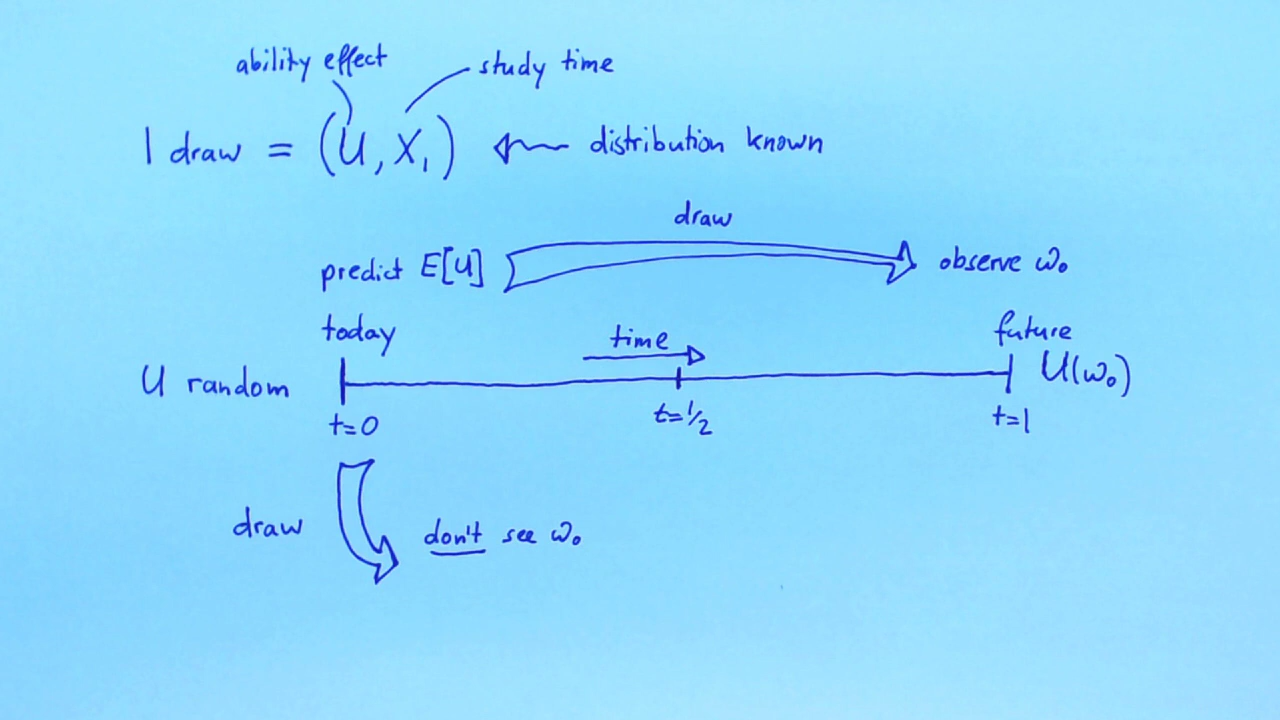 ability effect study time
1 draw = (U, X₁) distribution known
draw
predict E[U] observe ω₀
today time future
U random U(ω₀)
t=0 t=1/2 t=1
draw don't see ω₀